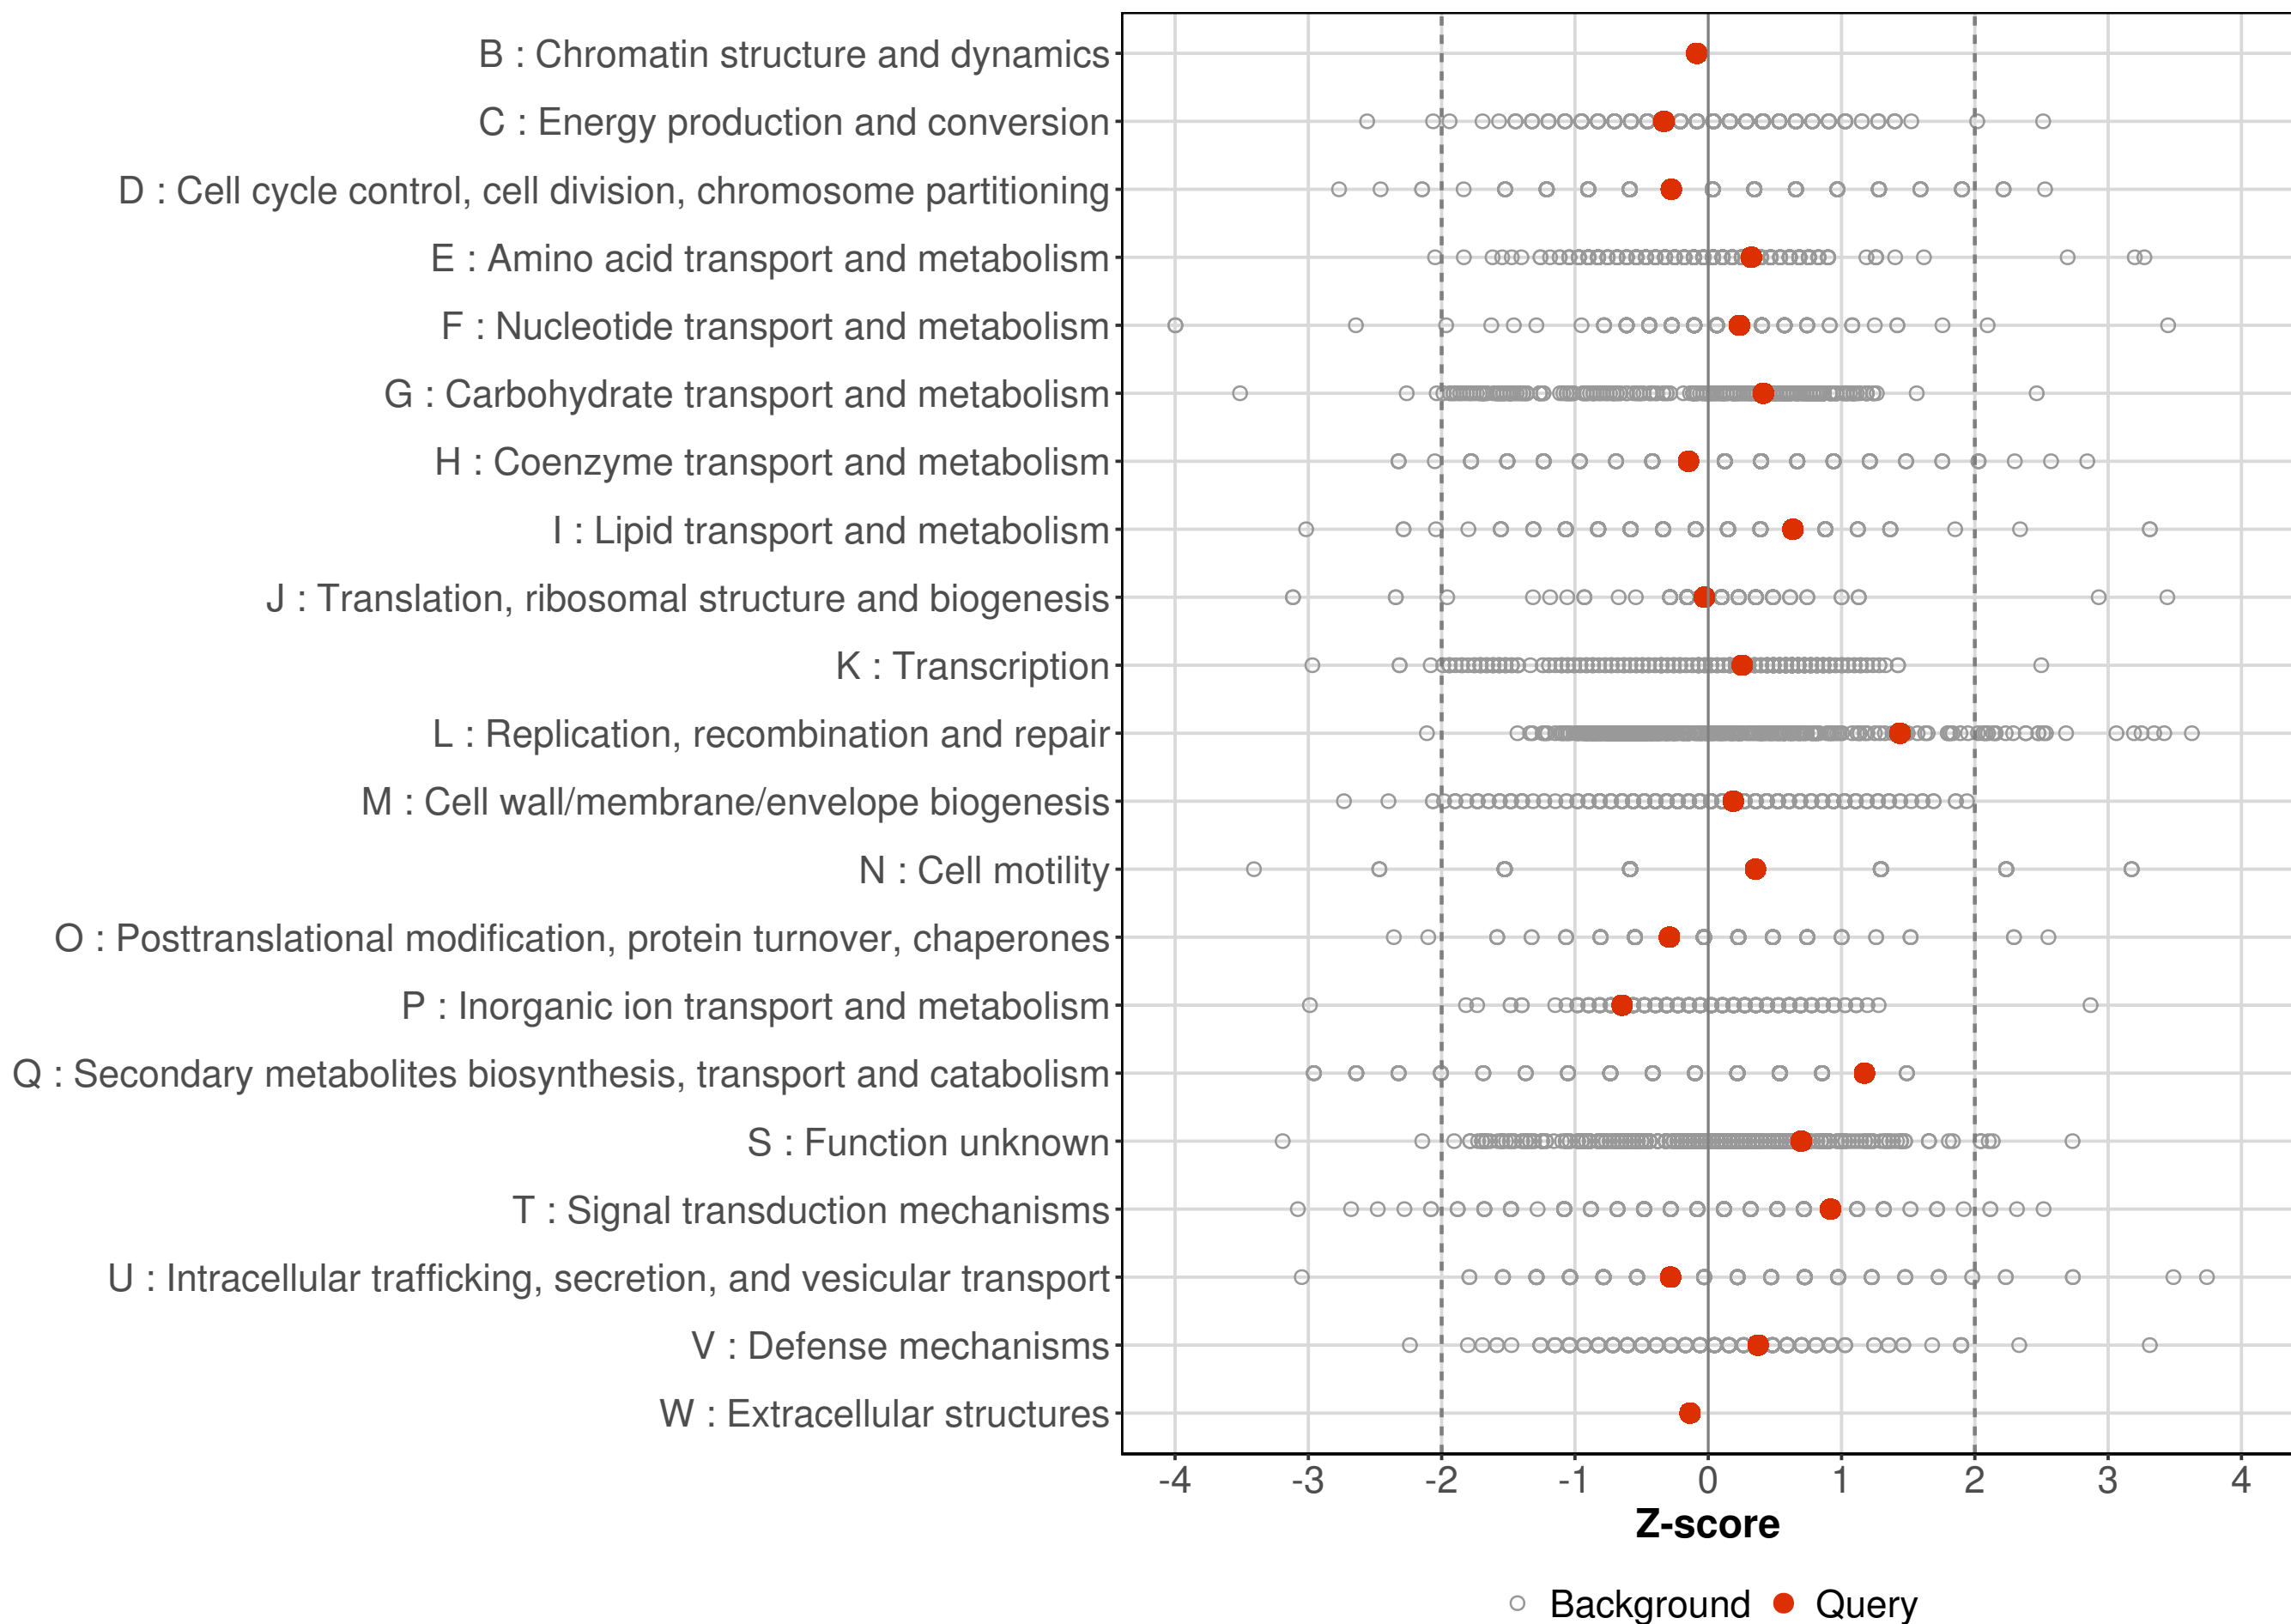 B : Chromatin structure and dynamics
C : Energy production and conversion
D : Cell cycle control, cell division, chromosome partitioning
E : Amino acid transport and metabolism
F : Nucleotide transport and metabolism
G : Carbohydrate transport and metabolism
H : Coenzyme transport and metabolism
I : Lipid transport and metabolism
J : Translation, ribosomal structure and biogenesis
K : Transcription
L : Replication, recombination and repair
M : Cell wall/membrane/envelope biogenesis
N : Cell motility
O : Posttranslational modification, protein turnover, chaperones
P : Inorganic ion transport and metabolism
Q : Secondary metabolites biosynthesis, transport and catabolism
S : Function unknown
T : Signal transduction mechanisms
U : Intracellular trafficking, secretion, and vesicular transport
V : Defense mechanisms
W : Extracellular structures
-4 -3 -2 -1 0 1 2 3 4
Z-score
Background Query